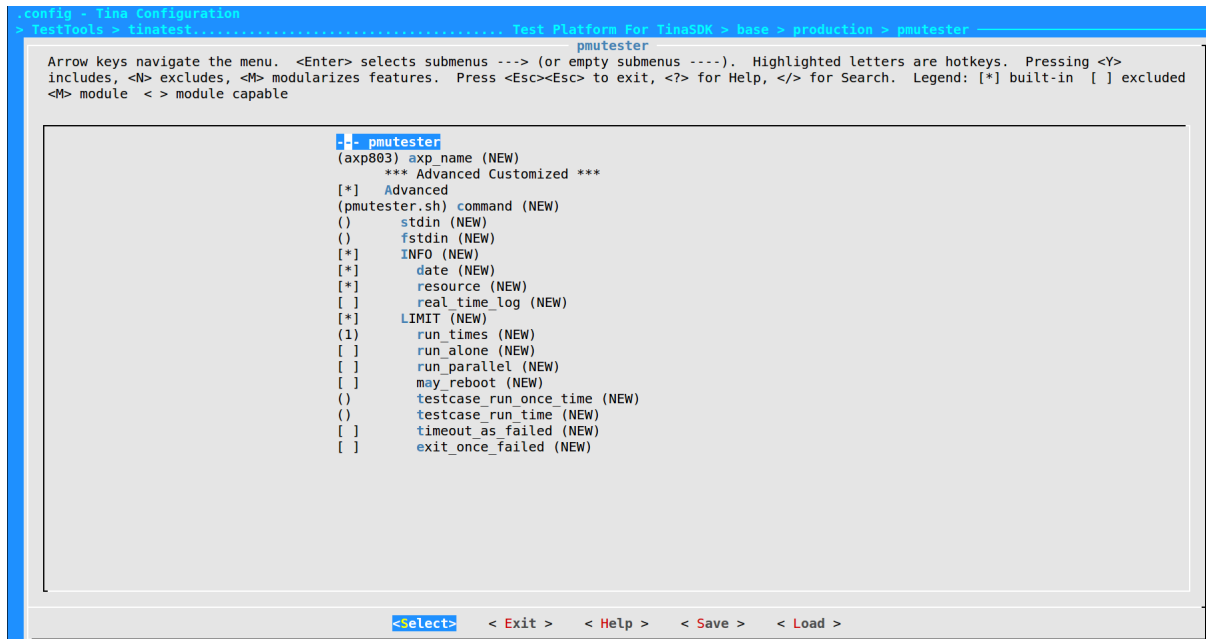 .config - Tina Configuration
> TestTools > tinatest....................................... Test Platform For TinaSDK > base > production > pmutester
pmutester
Arrow keys navigate the menu.  <Enter> selects submenus ---> (or empty submenus ----).  Highlighted letters are hotkeys.  Pressing <Y>
includes, <N> excludes, <M> modularizes features.  Press <Esc><Esc> to exit, <?> for Help, </> for Search.  Legend: [*] built-in  [ ] excluded
<M> module  < > module capable
--- pmutester
(axp803) axp_name (NEW)
*** Advanced Customized ***
[*]   Advanced
(pmutester.sh) command (NEW)
()      stdin (NEW)
()      fstdin (NEW)
[*]     INFO (NEW)
[*]       date (NEW)
[*]       resource (NEW)
[ ]       real_time_log (NEW)
[*]     LIMIT (NEW)
(1)       run_times (NEW)
[ ]       run_alone (NEW)
[ ]       run_parallel (NEW)
[ ]       may_reboot (NEW)
()        testcase_run_once_time (NEW)
()        testcase_run_time (NEW)
[ ]       timeout_as_failed (NEW)
[ ]       exit_once_failed (NEW)
<Select>    < Exit >    < Help >    < Save >    < Load >